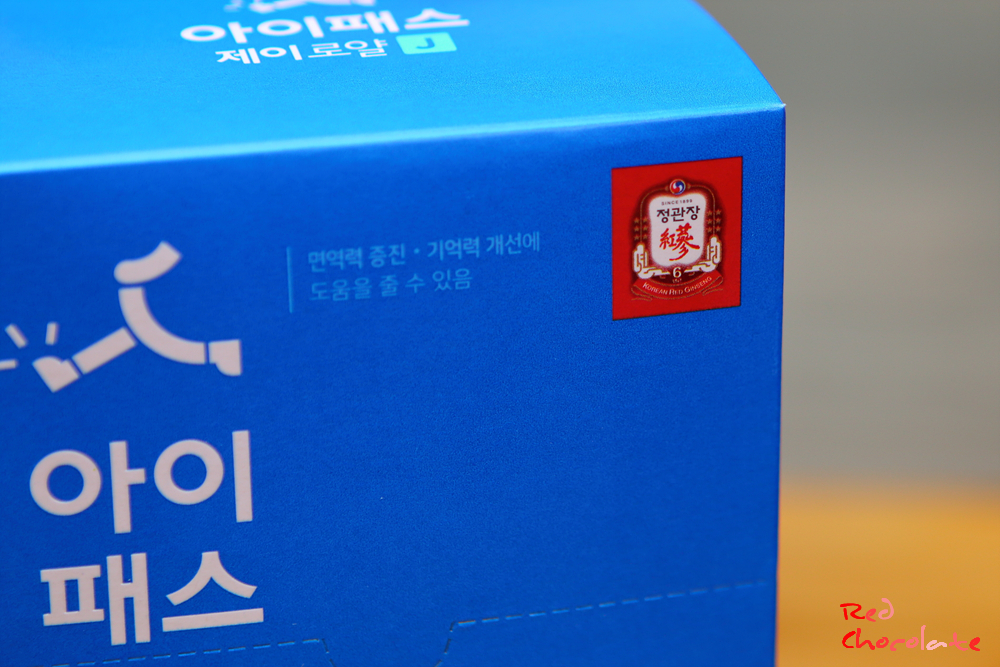 아이패스
제이로얄 J
면역력 증진 · 기억력 개선에
도움을 줄 수 있음
SINCE 1899
정관장
紅蔘
6
KOREAN RED GINSENG
아이
패스
Red
Chocolate